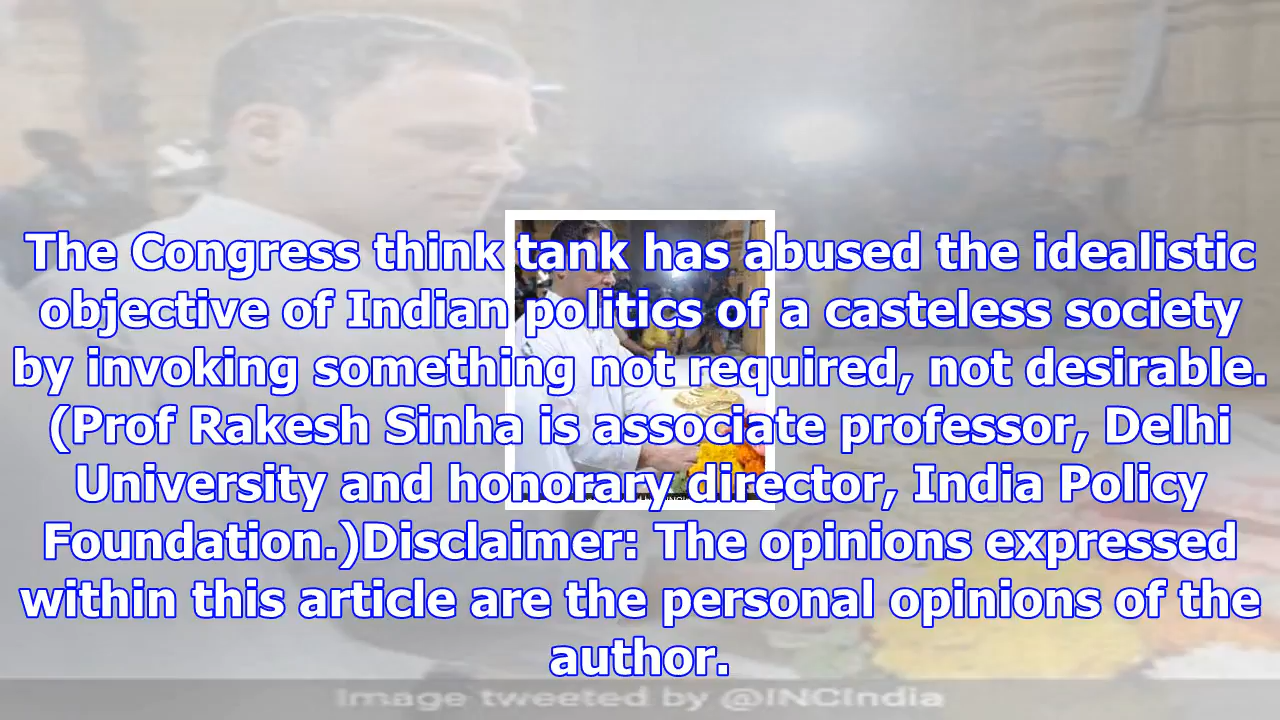 The Congress think tank has abused the idealistic
objective of Indian politics of a casteless society
by invoking something not required, not desirable.
(Prof Rakesh Sinha is associate professor, Delhi
University and honorary director, India Policy
Foundation.)Disclaimer: The opinions expressed
within this article are the personal opinions of the
author.
Image tweeted by @INCIndia